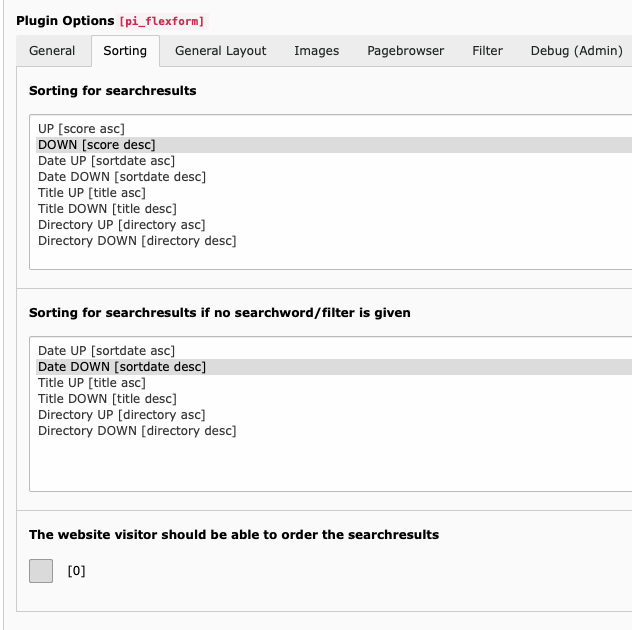 Plugin Options [pi_flexform]
General Sorting General Layout Images Pagebrowser Filter Debug (Admin)
Sorting for searchresults
UP [score asc]
DOWN [score desc]
Date UP [sortdate asc]
Date DOWN [sortdate desc]
Title UP [title asc]
Title DOWN [title desc]
Directory UP [directory asc]
Directory DOWN [directory desc]
Sorting for searchresults if no searchword/filter is given
Date UP [sortdate asc]
Date DOWN [sortdate desc]
Title UP [title asc]
Title DOWN [title desc]
Directory UP [directory asc]
Directory DOWN [directory desc]
The website visitor should be able to order the searchresults
[0]